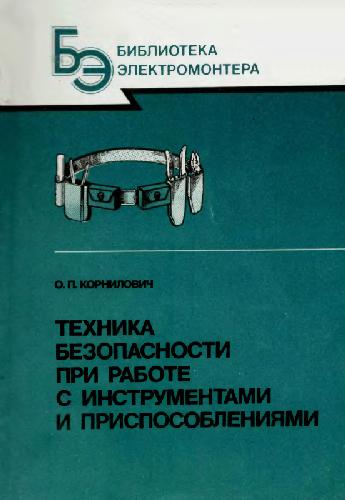 БЭ
БИБЛИОТЕКА
ЭЛЕКТРОМОНТЕРА
О. П. КОРНИЛОВИЧ
ТЕХНИКА
БЕЗОПАСНОСТИ
ПРИ РАБОТЕ
С ИНСТРУМЕНТАМИ
И ПРИСПОСОБЛЕНИЯМИ